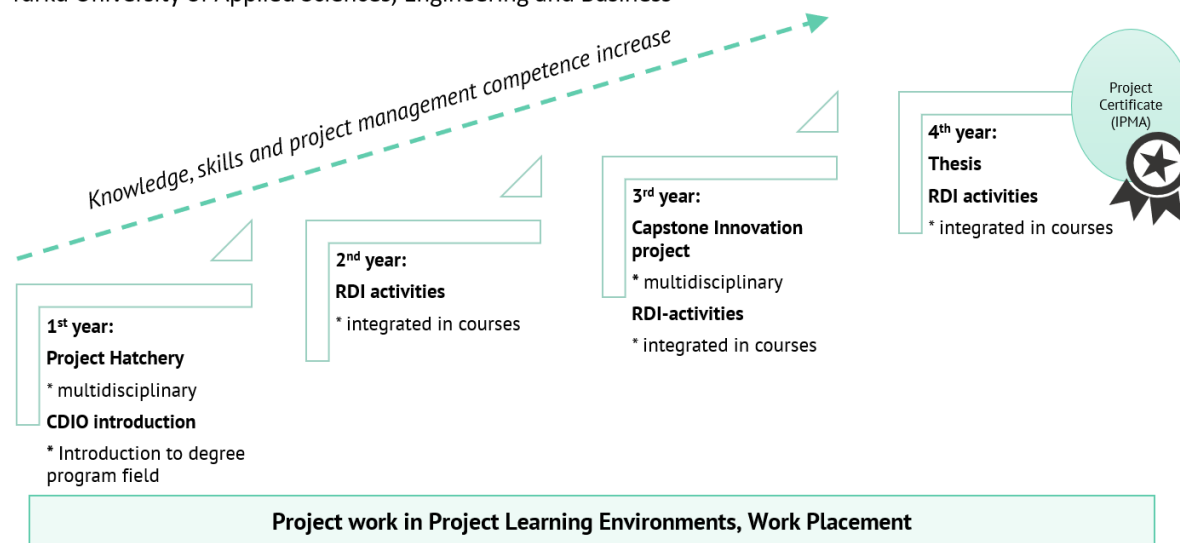 Knowledge, skills and project management competence increase
1st year:
Project Hatchery
* multidisciplinary
CDIO introduction
* Introduction to degree
program field
2nd year:
RDI activities
* integrated in courses
3rd year:
Capstone Innovation
project
* multidisciplinary
RDI-activities
* integrated in courses
4th year:
Thesis
RDI activities
* integrated in courses
Project
Certificate
(IPMA)
Project work in Project Learning Environments, Work Placement